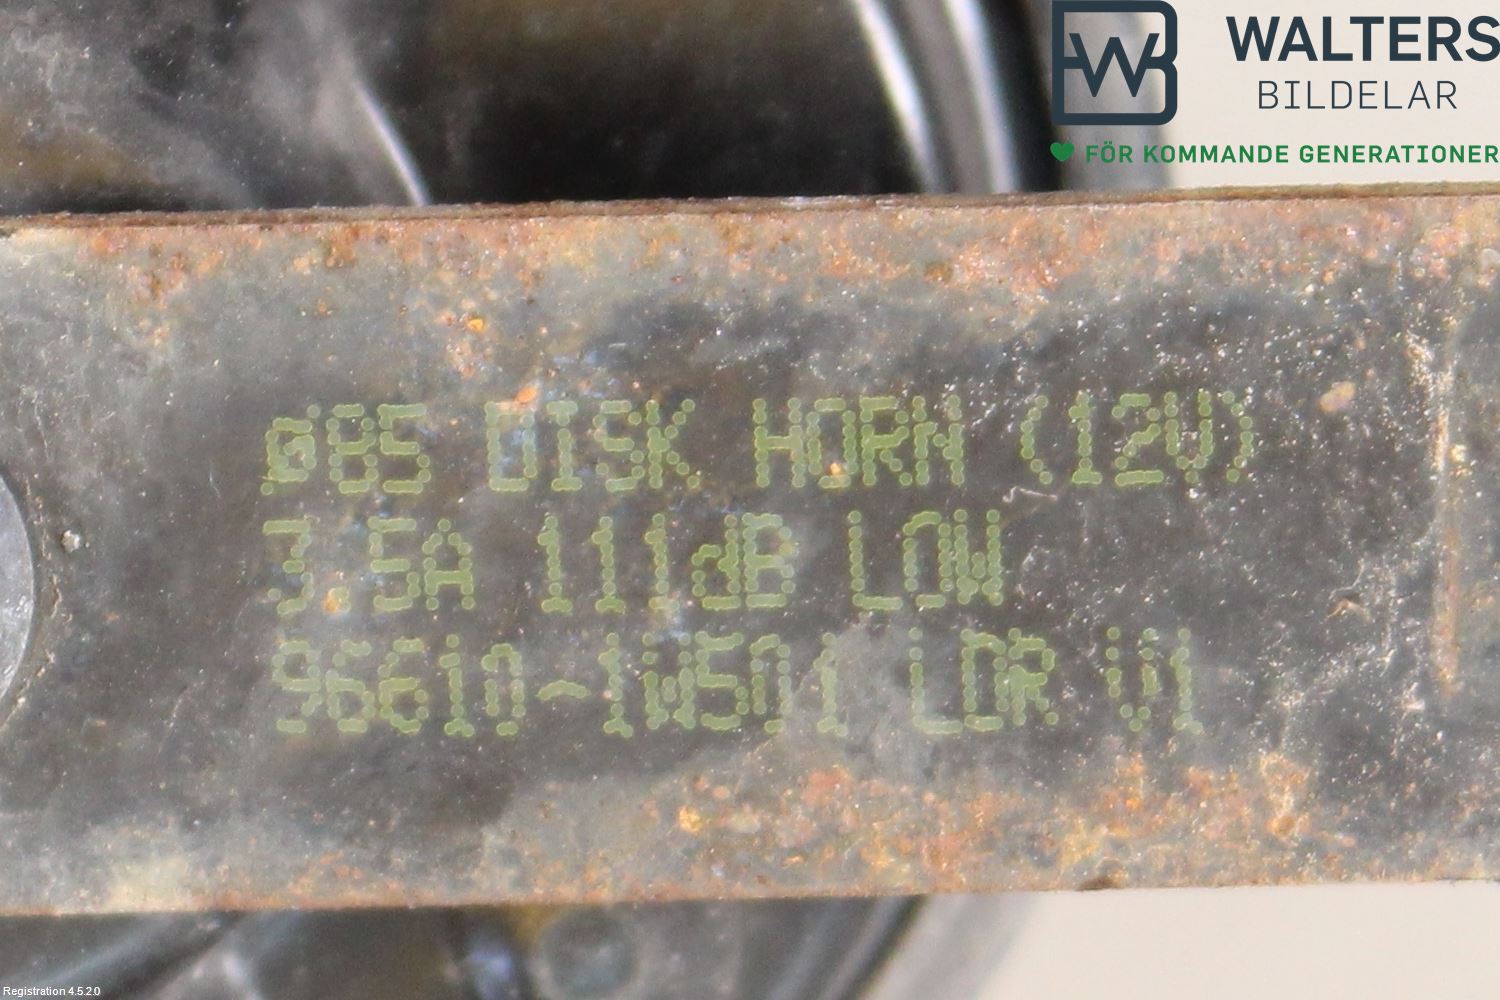 WALTERS
BILDELAR
FÖR KOMMANDE GENERATIONER
ø85 DISK HORN (12V)
3.5A 111dB LOW
96610-1W501 LDR V1
Registration 4.5.2.0